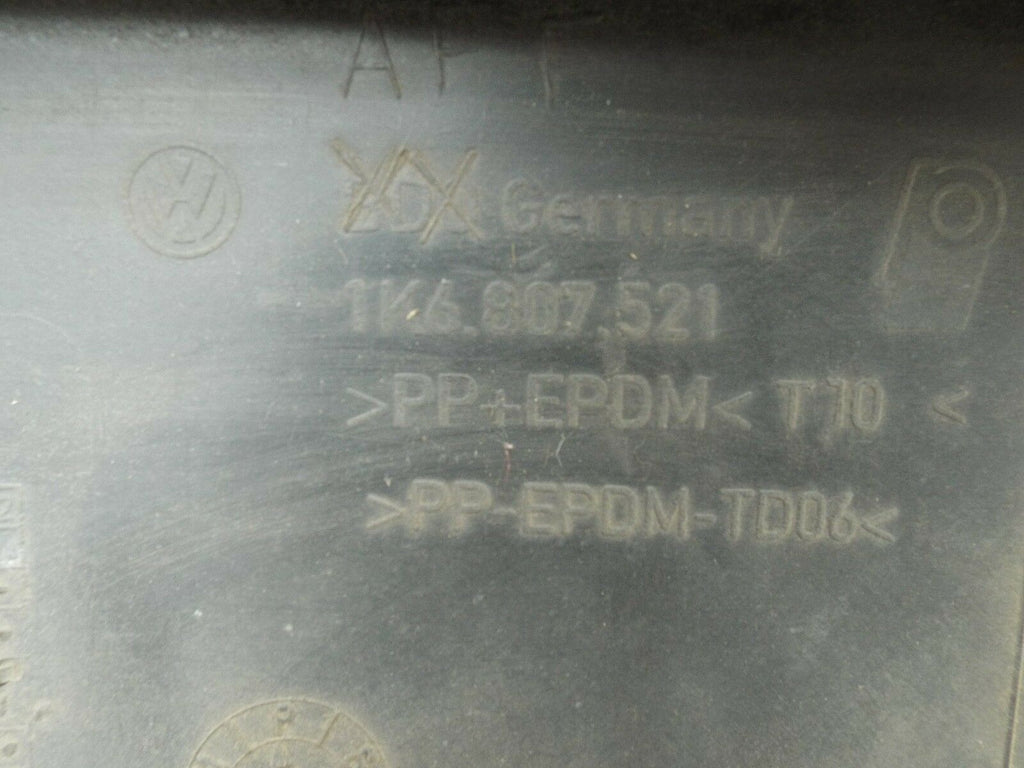 Germany
1K6.807.521
>PP+EPDM< T10 <
>PP-EPDM-TD06<